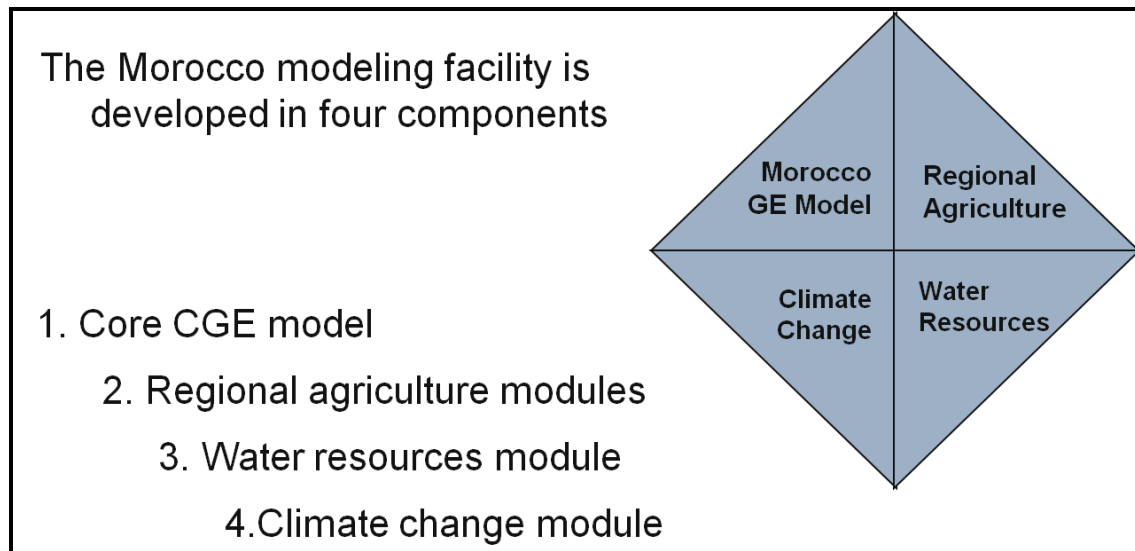 The Morocco modeling facility is
developed in four components
Morocco
GE Model
Regional
Agriculture
Climate
Change
Water
Resources
1. Core CGE model
2. Regional agriculture modules
3. Water resources module
4.Climate change module